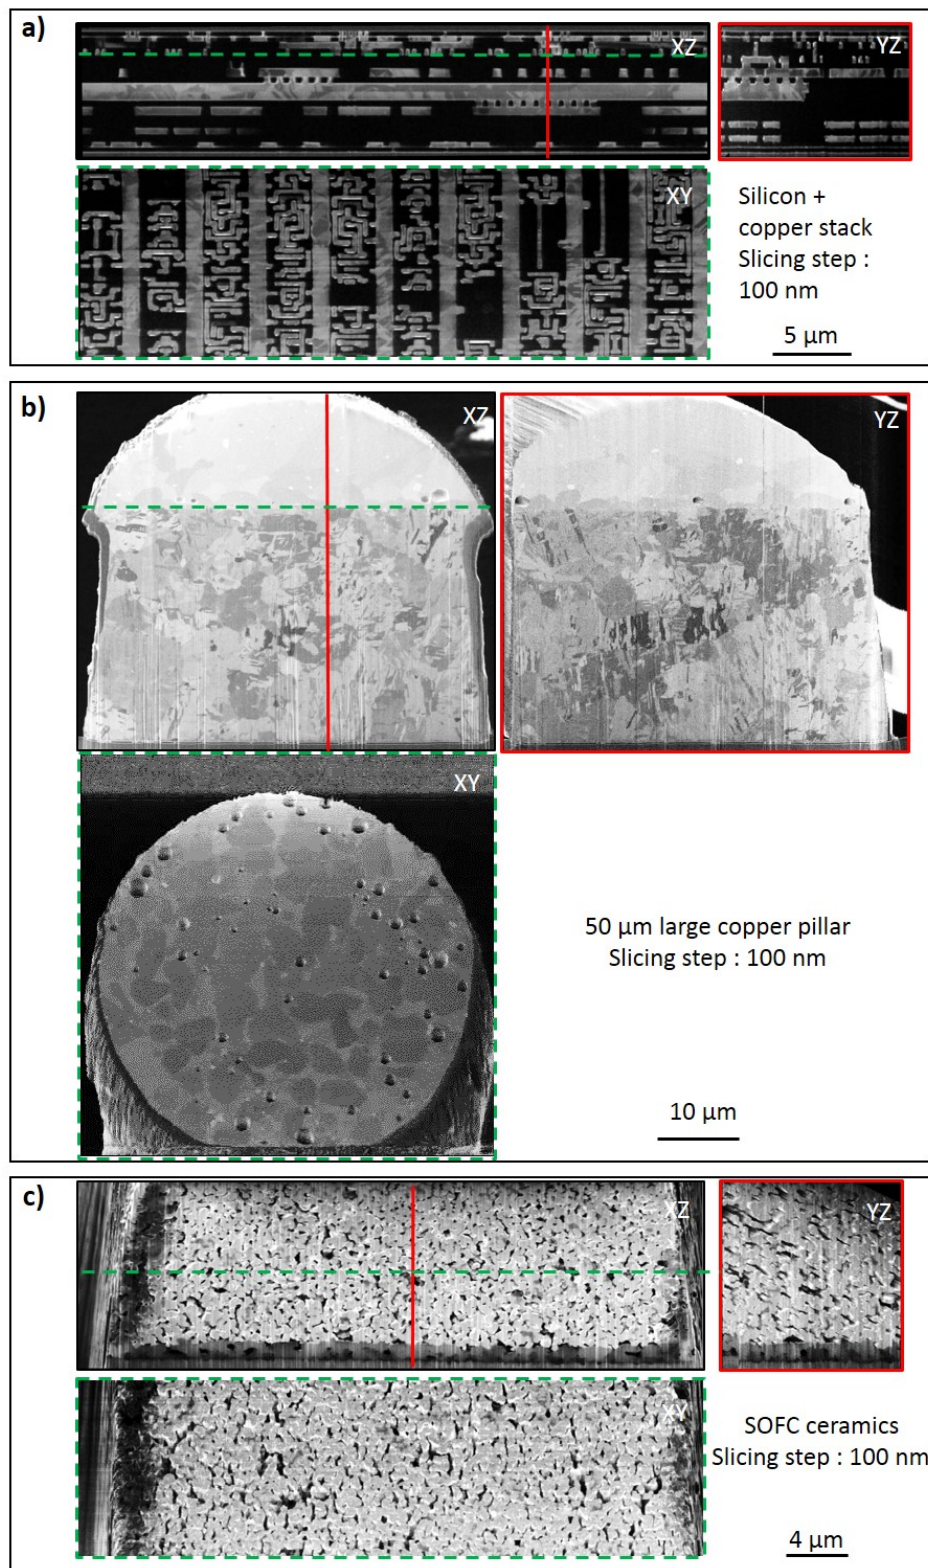 a)
XZ
YZ
XY
Silicon +
copper stack
Slicing step :
100 nm
5 µm
b)
XZ
YZ
XY
50 µm large copper pillar
Slicing step : 100 nm
10 µm
c)
XZ
YZ
XY
SOFC ceramics
Slicing step : 100 nm
4 µm